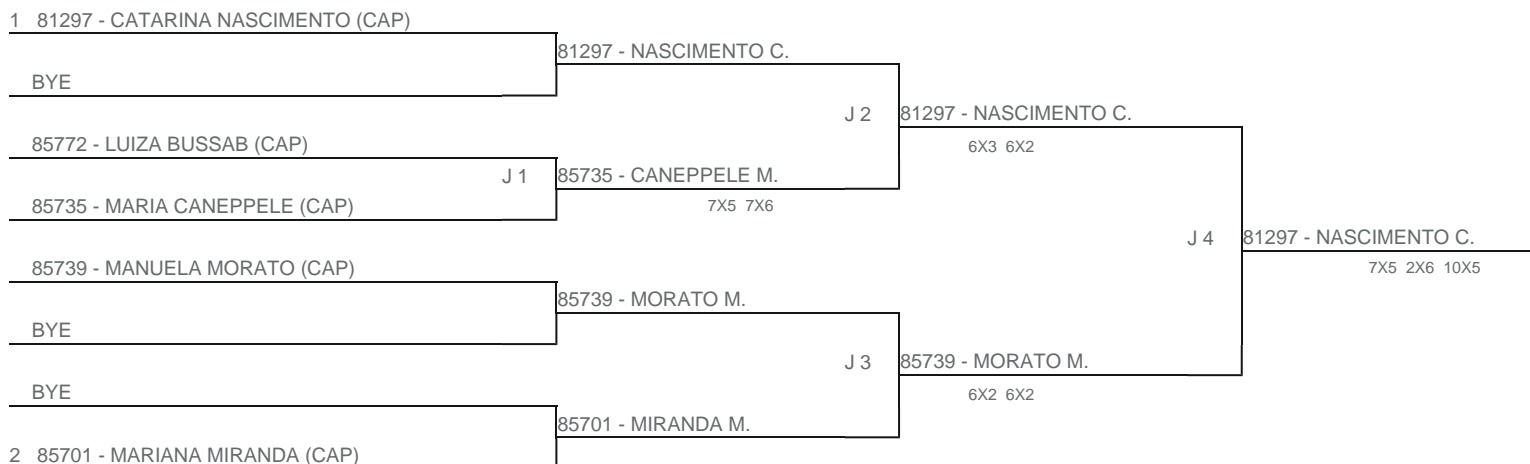 1 81297 - CATARINA NASCIMENTO (CAP)
81297 - NASCIMENTO C.
BYE
J 2 81297 - NASCIMENTO C.
85772 - LUIZA BUSSAB (CAP)
6X3 6X2
J 1 85735 - CANEPPELE M.
85735 - MARIA CANEPPELE (CAP)
7X5 7X6
J 4 81297 - NASCIMENTO C.
85739 - MANUELA MORATO (CAP)
7X5 2X6 10X5
85739 - MORATO M.
BYE
J 3 85739 - MORATO M.
BYE
6X2 6X2
85701 - MIRANDA M.
2 85701 - MARIANA MIRANDA (CAP)